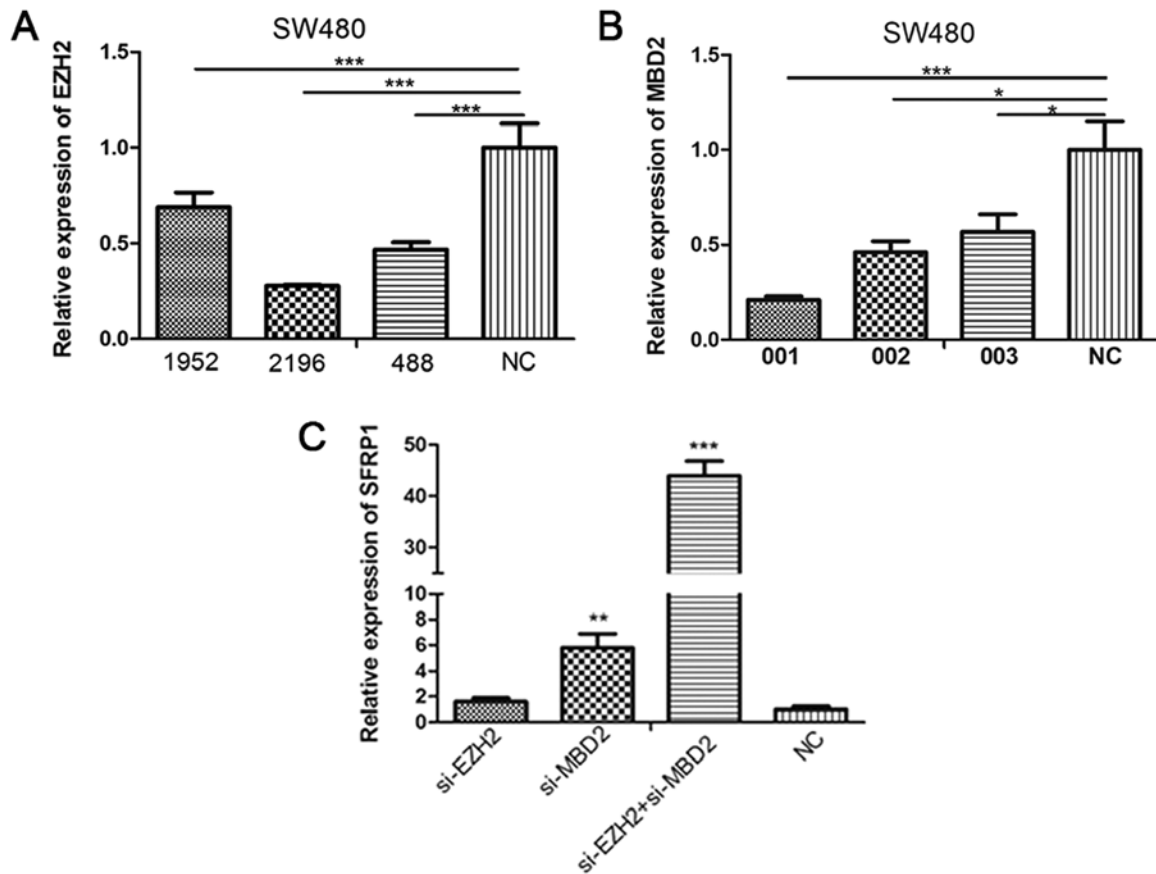 A
SW480
Relative expression of EZH2
1.5
1.0
0.5
0.0
***
***
***
1952 2196 488 NC
B
SW480
Relative expression of MBD2
1.5
1.0
0.5
0.0
***
*
*
001 002 003 NC
C
Relative expression of SFRP1
50
40
30
10
8
6
4
2
0
**
***
si-EZH2
si-MBD2
si-EZH2+si-MBD2
NC